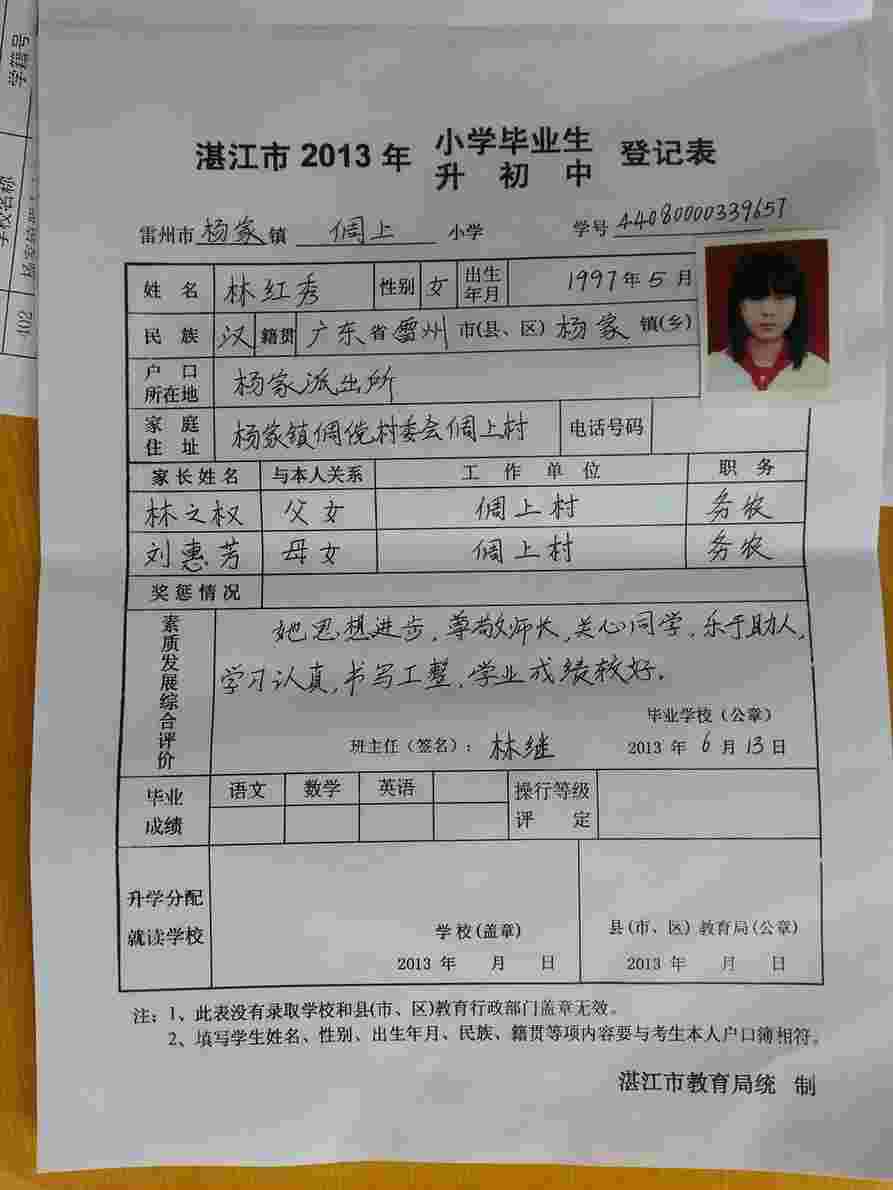 湛江市 2013 年 小学毕业生 升 初 中 登记表
雷州市 杨家 镇 倜上 小学 学号 44080000339657
姓 名 林红秀 性别 女 出生年月 1997年 5 月
民 族 汉 籍贯 广东 省 雷州 市(县、区) 杨家 镇(乡)
户 口 所在地 杨家派出所
家 庭 住 址 杨家镇倜傥村委会倜上村 电话号码
家长姓名 与本人关系 工 作 单 位 职 务
林之权 父女 倜上村 务农
刘惠芳 母女 倜上村 务农
奖惩情况
素质发展综合评价
她思想进步,尊敬师长,关心同学,乐于助人,
学习认真,书写工整,学业成绩较好.
毕业学校(公章)
班主任(签名): 林继 2013 年 6 月 13 日
毕业成绩 语文 数学 英语 操行等级评 定
升学分配就读学校
学校(盖章) 县(市、区)教育局(公章)
2013 年 月 日 2013 年 月 日
注:1、此表没有录取学校和县(市、区)教育行政部门盖章无效。
2、填写学生姓名、性别、出生年月、民族、籍贯等项内容要与考生本人户口簿相符。
湛江市教育局统 制
学籍号
402